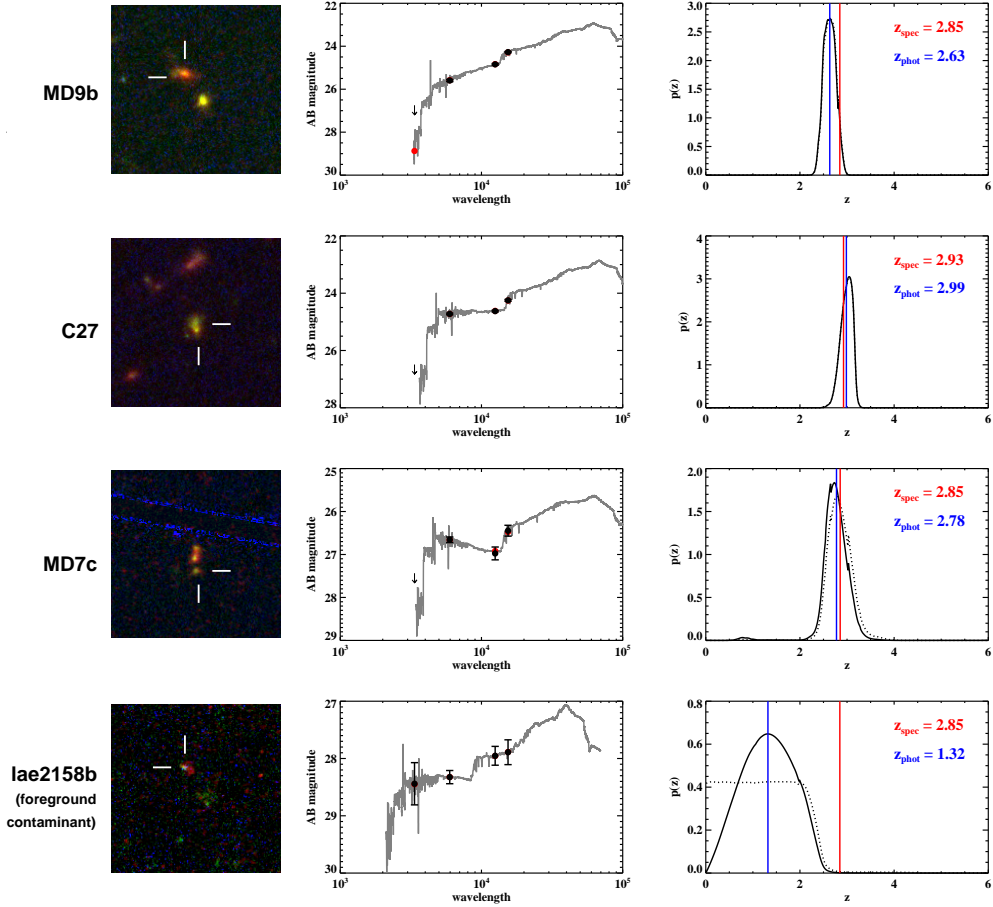 MD9b
22
24
26
28
30
AB magnitude
10³
10⁴
10⁵
wavelength
3.0
2.5
2.0
1.5
1.0
0.5
0.0
p(z)
0
2
4
6
z
z_spec = 2.85
z_phot = 2.63
C27
22
24
26
28
AB magnitude
10³
10⁴
10⁵
wavelength
4
3
2
1
0
p(z)
0
2
4
6
z
z_spec = 2.93
z_phot = 2.99
MD7c
25
26
27
28
29
AB magnitude
10³
10⁴
10⁵
wavelength
2.0
1.5
1.0
0.5
0.0
p(z)
0
2
4
6
z
z_spec = 2.85
z_phot = 2.78
lae2158b
(foreground
contaminant)
27
28
29
30
AB magnitude
10³
10⁴
10⁵
wavelength
0.8
0.6
0.4
0.2
0.0
p(z)
0
2
4
6
z
z_spec = 2.85
z_phot = 1.32